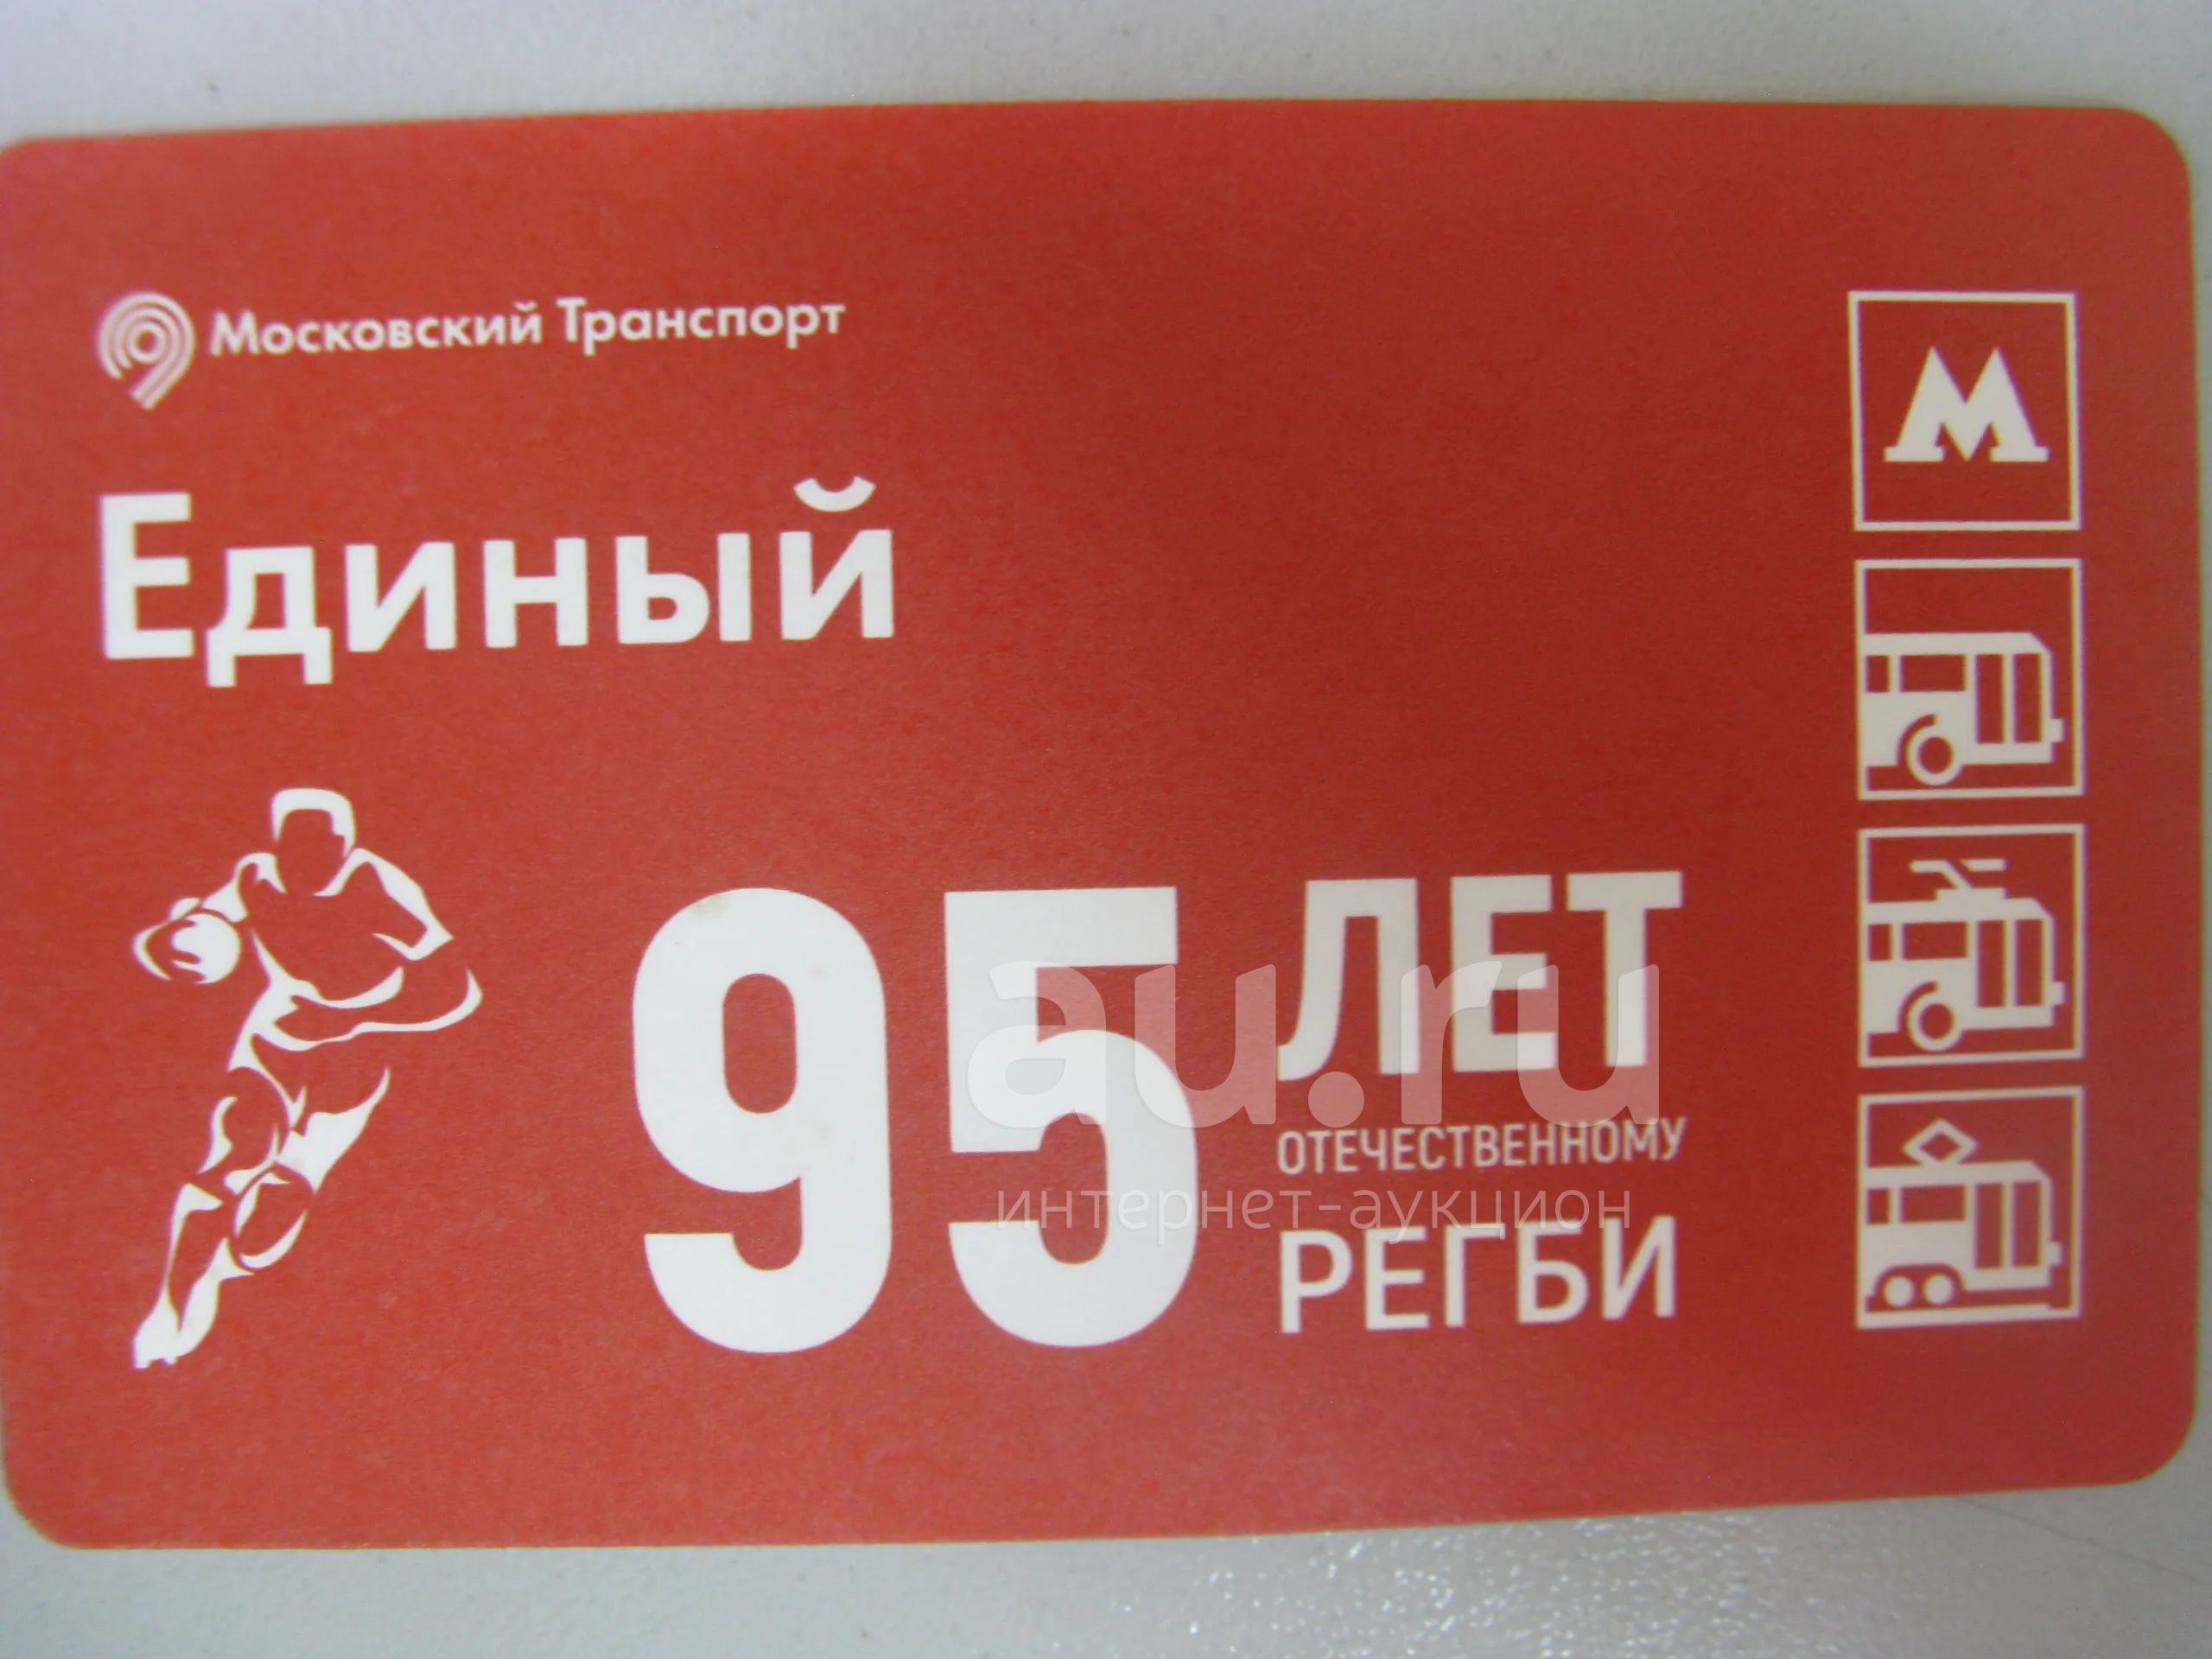 Московский Транспорт
М
Единый
95 ЛЕТ
ОТЕЧЕСТВЕННОМУ
РЕГБИ
au.ru
интернет-аукцион